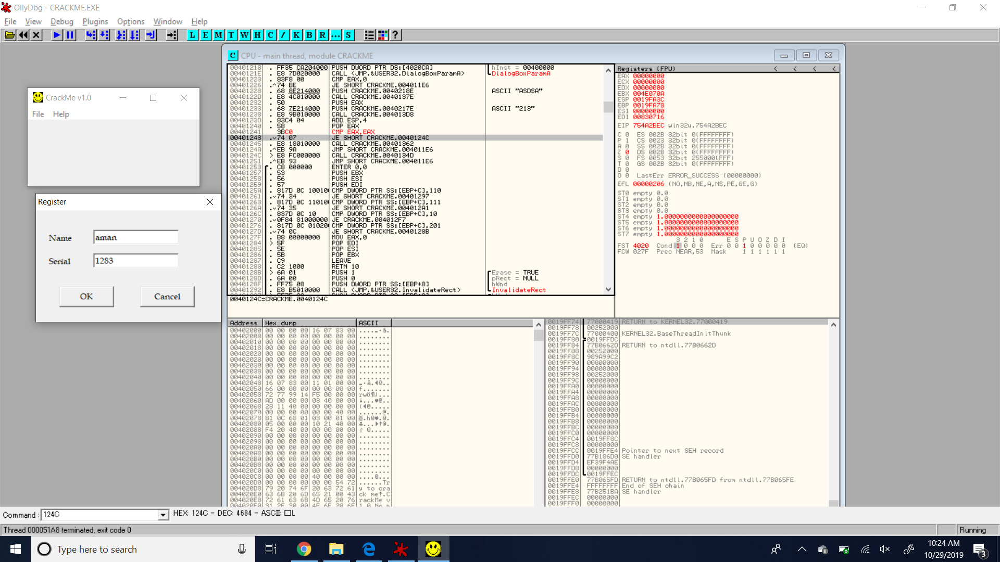 OllyDbg - CRACKME.EXE
File View Debug Plugins Options Window Help
L E M T W H C / K B R ... S ?
CrackMe v1.0
File Help
Register
Name aman
Serial 1283
OK Cancel
C CPU - main thread, module CRACKME
00401218 . FF35 CA204000 PUSH DWORD PTR DS:[4020CA] hInst = 00400000
0040121E . E8 7D020000 CALL <JMP.&USER32.DialogBoxParamA> DialogBoxParamA
00401223 . 83F8 00 CMP EAX,0
00401226 .^74 BE JE SHORT CRACKME.004011E6
00401228 . 68 8E214000 PUSH CRACKME.0040218E ASCII "ASDSA"
0040122D . E8 4C010000 CALL CRACKME.0040137E
00401232 . 50 PUSH EAX
00401233 . 68 7E214000 PUSH CRACKME.0040217E ASCII "213"
00401238 . E8 9B010000 CALL CRACKME.004013D8
0040123D . 83C4 04 ADD ESP,4
00401240 . 58 POP EAX
00401241 3BC0 CMP EAX,EAX
00401243 .v74 07 JE SHORT CRACKME.0040124C
00401245 . E8 18010000 CALL CRACKME.00401362
0040124A .^EB 9A JMP SHORT CRACKME.004011E6
0040124C > E8 FC000000 CALL CRACKME.0040134D
00401251 .^EB 93 JMP SHORT CRACKME.004011E6
00401253 . C8 000000 ENTER 0,0
00401257 . 53 PUSH EBX
00401258 . 56 PUSH ESI
00401259 . 57 PUSH EDI
0040125A . 817D 0C 10010 CMP DWORD PTR SS:[EBP+C],110
00401261 .v74 34 JE SHORT CRACKME.00401297
00401263 . 817D 0C 11010 CMP DWORD PTR SS:[EBP+C],111
0040126A .v74 35 JE SHORT CRACKME.004012A1
0040126C . 837D 0C 10 CMP DWORD PTR SS:[EBP+C],10
00401270 .v0F84 81000000 JE CRACKME.004012F7
00401276 . 817D 0C 01020 CMP DWORD PTR SS:[EBP+C],201
0040127D .v74 0C JE SHORT CRACKME.0040128B
0040127F . B8 00000000 MOV EAX,0
00401284 > 5F POP EDI
00401285 . 5E POP ESI
00401286 . 5B POP EBX
00401287 . C9 LEAVE
00401288 . C2 1000 RETN 10
0040128B > 6A 01 PUSH 1 Erase = TRUE
0040128D . 6A 00 PUSH 0 pRect = NULL
0040128F . FF75 08 PUSH DWORD PTR SS:[EBP+8] hWnd
00401292 . E8 B5010000 CALL <JMP.&USER32.InvalidateRect> InvalidateRect
0040124C=CRACKME.0040124C
Registers (FPU) < < < <
EAX 00000000
ECX 00000000
EDX 00000000
EBX 004E070A
ESP 0019FA3C
EBP 0019FA78
ESI 00000000
EDI 00830716
EIP 754A2BEC win32u.754A2BEC
C 0 ES 002B 32bit 0(FFFFFFFF)
P 1 CS 0023 32bit 0(FFFFFFFF)
A 0 SS 002B 32bit 0(FFFFFFFF)
Z 0 DS 002B 32bit 0(FFFFFFFF)
S 0 FS 0053 32bit 255000(FFF)
T 0 GS 002B 32bit 0(FFFFFFFF)
D 0
O 0 LastErr ERROR_SUCCESS (00000000)
EFL 00000206 (NO,NB,NE,A,NS,PE,GE,G)
ST0 empty 0.0
ST1 empty 0.0
ST2 empty 0.0
ST3 empty 0.0
ST4 empty 1.0000000000000000000
ST5 empty 1.0000000000000000000
ST6 empty 1.0000000000000000000
ST7 empty 1.0000000000000000000
3 2 1 0 E S P U O Z D I
FST 4020 Cond 1 0 0 0 Err 0 0 1 0 0 0 0 0 (EQ)
FCW 027F Prec NEAR,53 Mask 1 1 1 1 1 1
Address Hex dump ASCII
00402000 00 00 00 00 16 07 83 00
00402008 00 00 00 00 00 00 00 00 ........
00402010 00 00 00 00 00 00 00 00 ........
00402018 00 00 00 00 00 00 00 00 ........
00402020 00 00 00 00 00 00 00 00 ........
00402028 00 00 00 00 00 00 00 00 ........
00402030 00 00 00 00 00 00 00 00 ........
00402038 00 00 00 00 00 00 00 00 ........
00402040 00 00 00 00 00 00 00 00 ........
00402048 16 07 83 00 11 01 00 00
00402050 66 00 00 00 00 00 00 00 f.......
00402058 72 77 99 14 F5 00 00 00
00402060 AD 00 00 00 03 40 00 00
00402068 28 11 40 00 00 00 00 00
00402070 00 00 00 00 00 00 40 00 ......@.
00402078 B1 0C 68 01 03 00 01 00
00402080 05 00 00 00 10 21 40 00
00402088 F4 20 40 00 00 00 00 00
00402090 00 00 00 00 00 00 00 00 ........
00402098 00 00 00 00 00 00 00 00 ........
004020A0 00 00 00 00 00 00 00 00 ........
004020A8 00 00 00 00 00 00 00 00 ........
004020B0 00 00 00 00 00 00 00 00 ........
004020B8 00 00 00 00 00 00 00 00 ........
004020C0 00 00 00 00 00 00 00 00 ........
004020C8 00 00 00 00 40 00 00 00
004020D0 00 00 00 00 00 00 54 72 ......Tr
004020D8 79 20 74 6F 20 63 72 61 y to cra
004020E0 63 6B 20 6D 65 21 00 43 ck me!.C
004020E8 72 61 63 6B 4D 65 20 76 rackMe v
0019FF74 77000419 RETURN to KERNEL32.77000419
0019FF78 00252000
0019FF7C 77000400 KERNEL32.BaseThreadInitThunk
0019FF80 0019FFDC
0019FF84 77B0662D RETURN to ntdll.77B0662D
0019FF88 00252000
0019FF8C 989A99C2
0019FF90 00000000
0019FF94 00000000
0019FF98 00252000
0019FF9C 00000000
0019FFA0 00000000
0019FFA4 00000000
0019FFA8 00000000
0019FFAC 00000000
0019FFB0 00000000
0019FFB4 00000000
0019FFB8 00000000
0019FFBC 00000000
0019FFC0 00000000
0019FFC4 0019FF8C
0019FFC8 00000000
0019FFCC 0019FFE4 Pointer to next SEH record
0019FFD0 77B186D0 SE handler
0019FFD4 EF39F4AE
0019FFD8 00000000
0019FFDC 0019FFEC
0019FFE0 77B065FD RETURN to ntdll.77B065FD from ntdll.77B065FE
0019FFE4 FFFFFFFF End of SEH chain
0019FFE8 77B251BA SE handler
0019FFEC 00000000
0019FFF0 00000000
Command : 124C HEX: 124C - DEC: 4684 - ASCII: □L
Thread 000051A8 terminated, exit code 0 Running
Type here to search
10:24 AM
10/29/2019
3